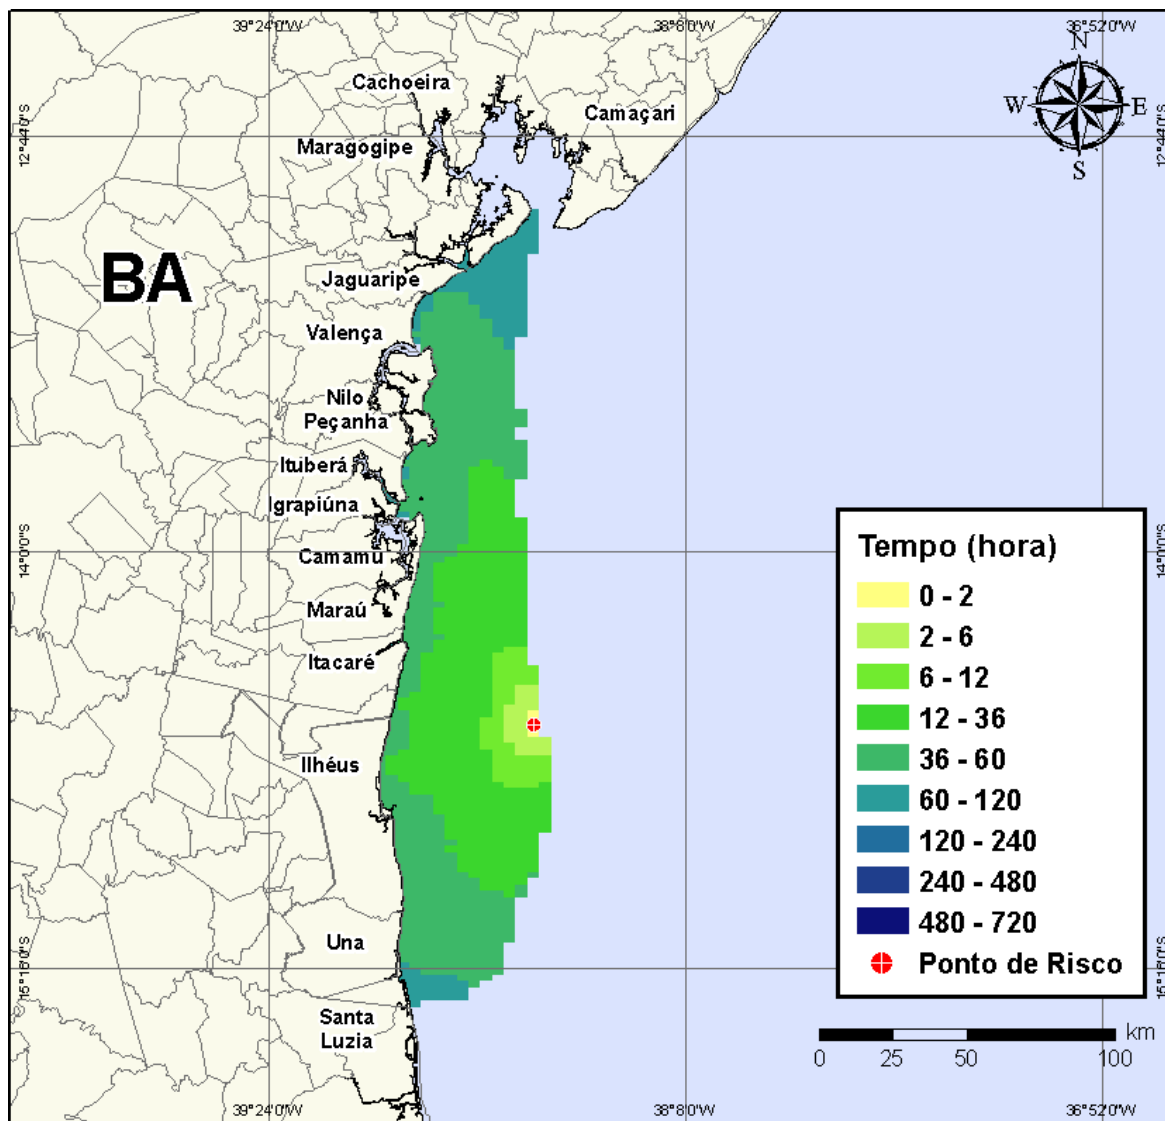 39°24'0"W
38°8'0"W
36°52'0"W
N
W
E
S
Cachoeira
Camaçari
12°44'0"S
12°44'0"S
Maragogipe
BA
Jaguaripe
Valença
Nilo
Peçanha
Ituberá
Igrapiúna
Camamu
14°0'0"S
14°0'0"S
Maraú
Itacaré
Ilhéus
Una
15°16'0"S
15°16'0"S
Santa
Luzia
Tempo (hora)
0 - 2
2 - 6
6 - 12
12 - 36
36 - 60
60 - 120
120 - 240
240 - 480
480 - 720
Ponto de Risco
km
0 25 50 100
39°24'0"W
38°8'0"W
36°52'0"W